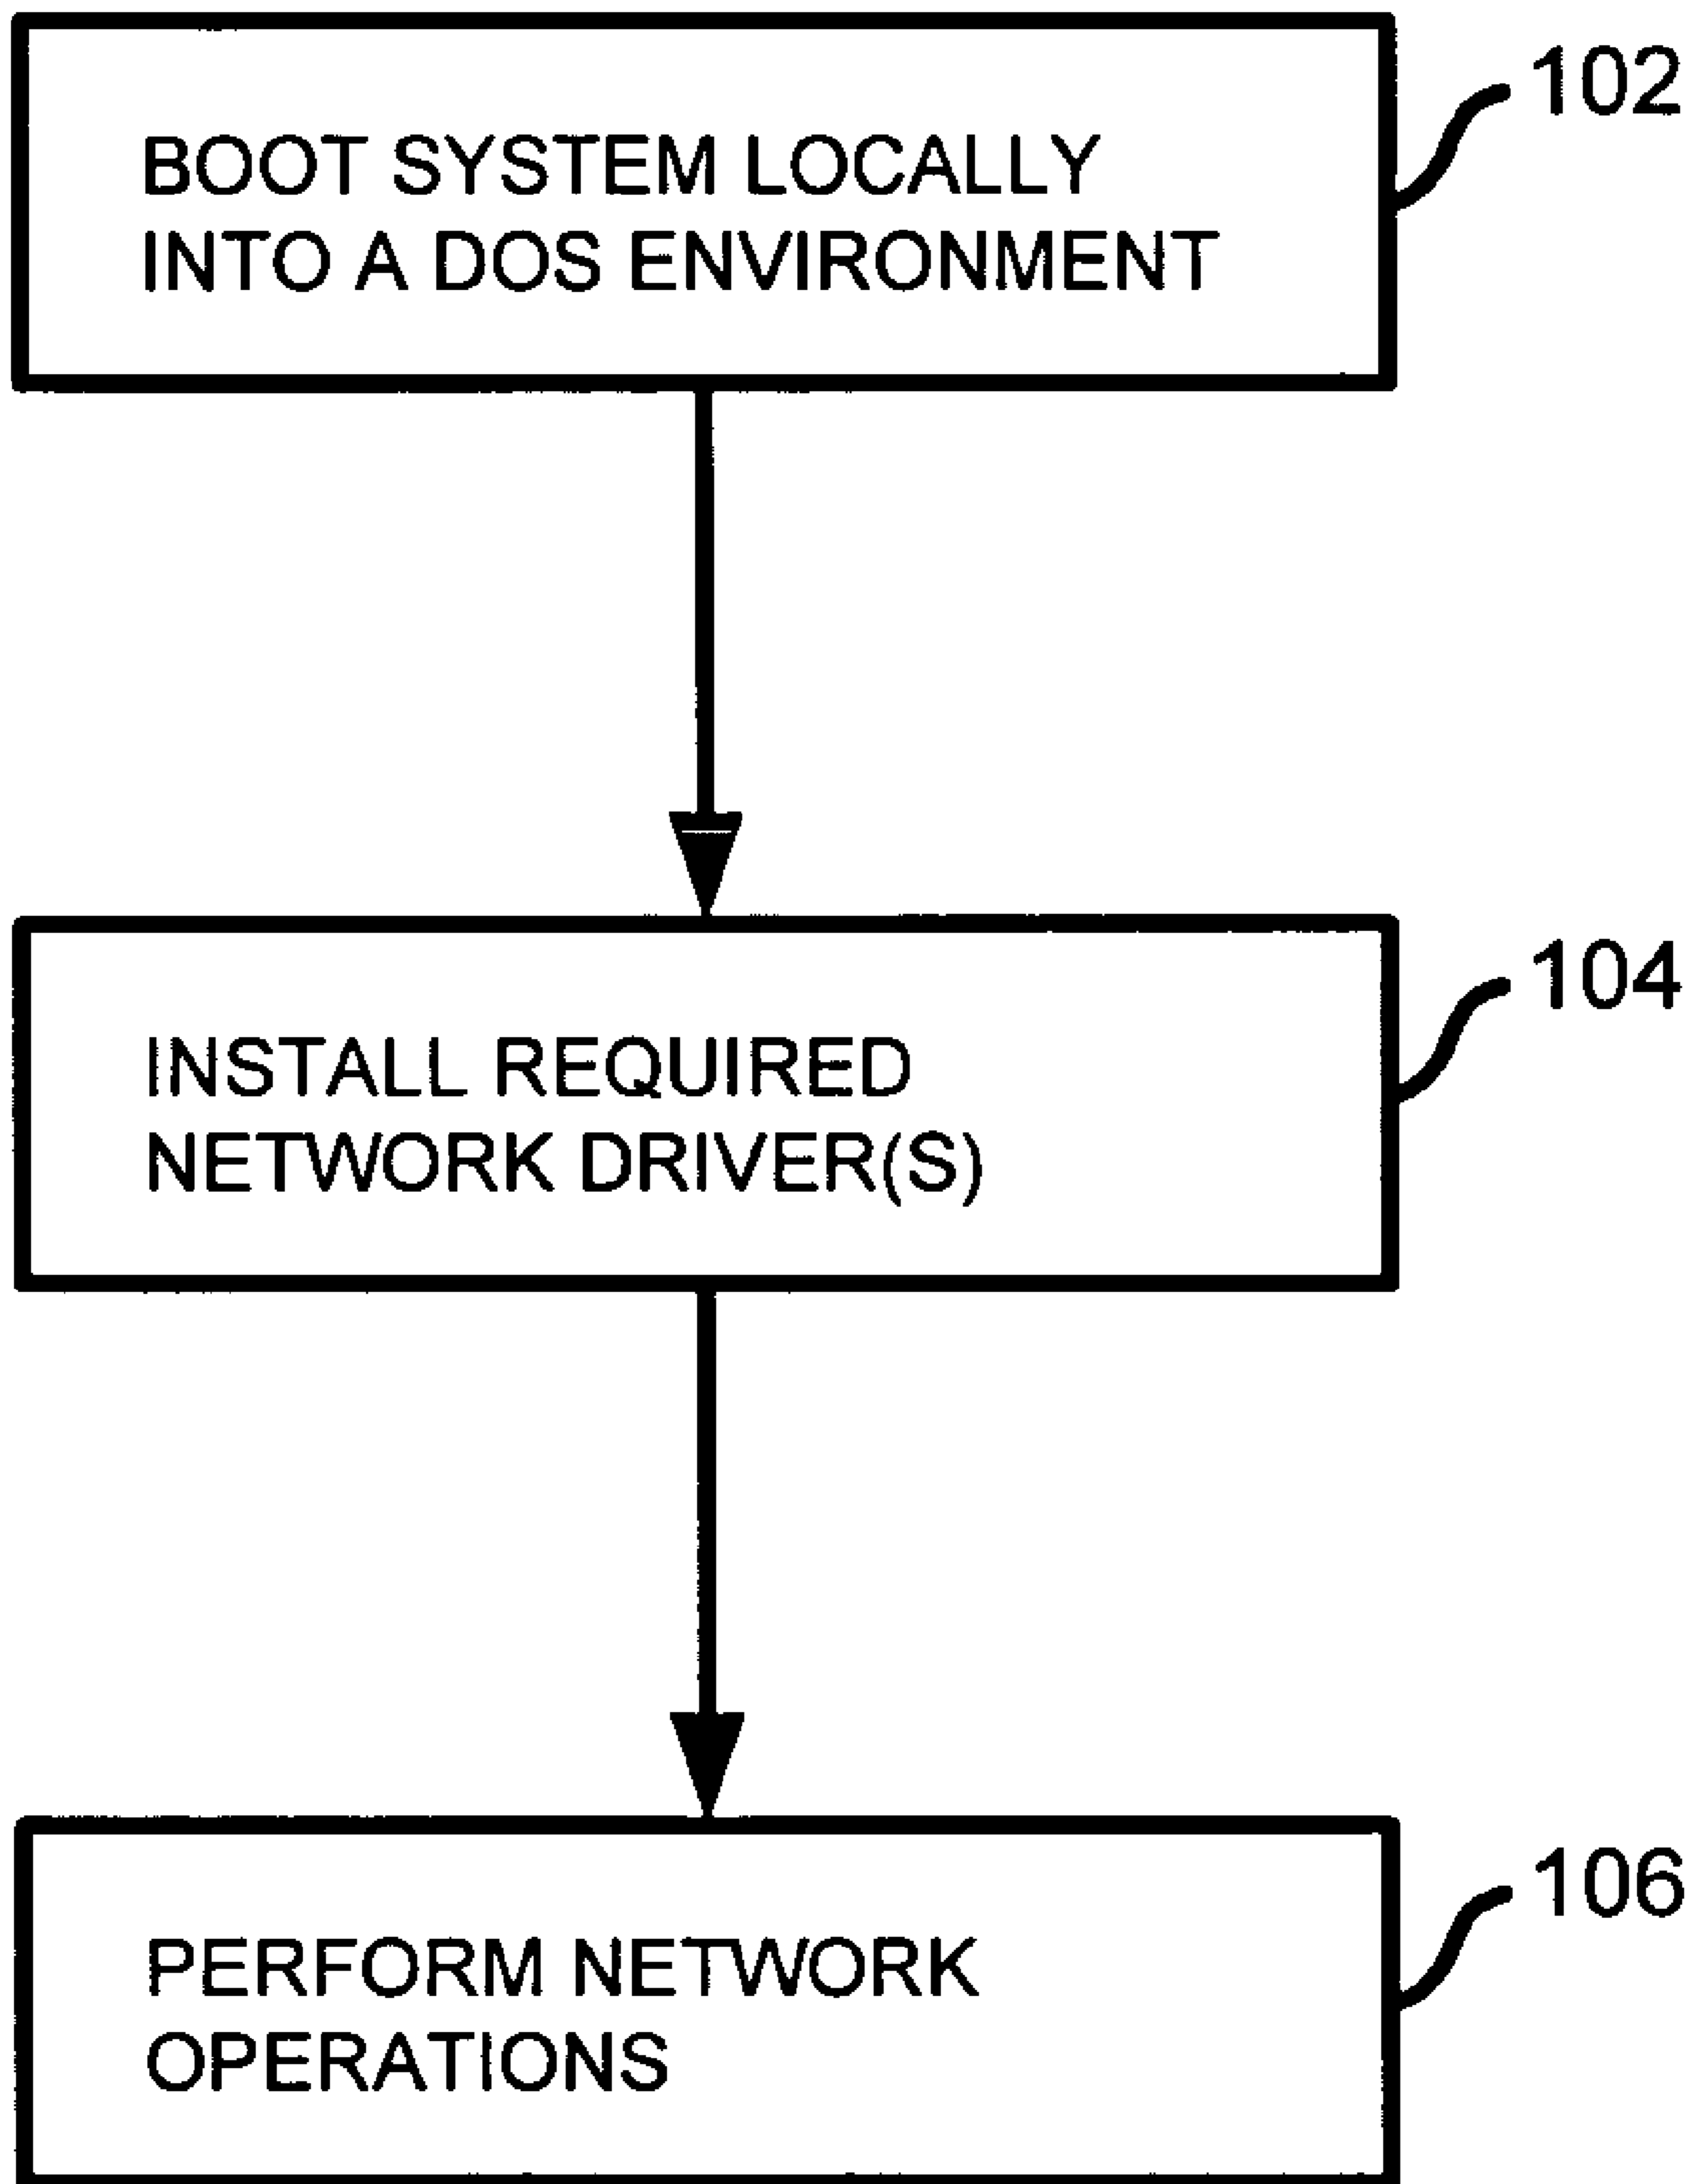 102
BOOT SYSTEM LOCALLY
INTO A DOS ENVIRONMENT
104
INSTALL REQUIRED
NETWORK DRIVER(S)
106
PERFORM NETWORK
OPERATIONS